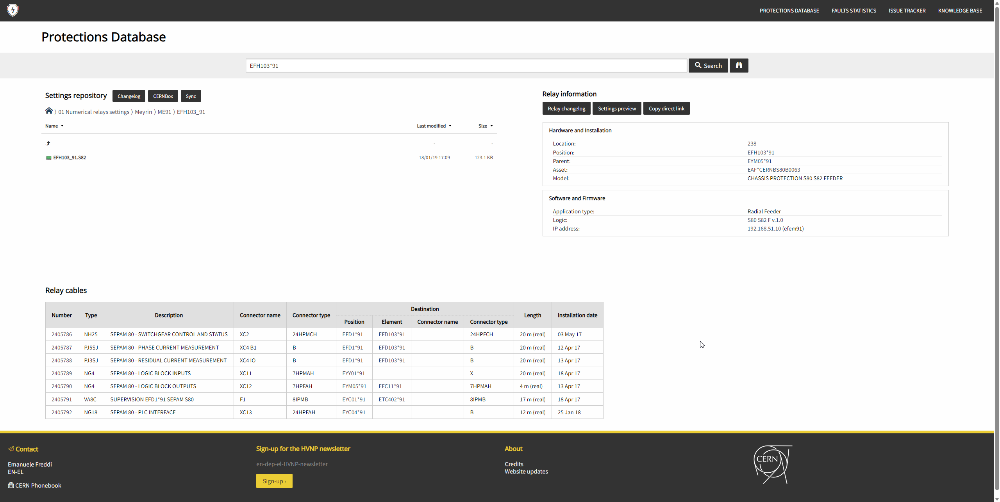 PROTECTIONS DATABASE FAULTS STATISTICS ISSUE TRACKER KNOWLEDGE BASE
Protections Database
EFH103*91 Search
Settings repository Changelog CERNBox Sync
〉 01 Numerical relays settings 〉 Meyrin 〉 ME91 〉 EFH103_91
Name Last modified Size
- -
EFH103_91.S82 18/01/19 17:09 123.1 KB
Relay information
Relay changelog Settings preview Copy direct link
Hardware and Installation
Location: 238
Position: EFH103*91
Parent: EYM05*91
Asset: EAF*CERNBS80B0063
Model: CHASSIS PROTECTION S80 S82 FEEDER
Software and Firmware
Application type: Radial Feeder
Logic: S80 S82 F v.1.0
IP address: 192.168.51.10 (efem91)
Relay cables
Number Type Description Connector name Connector type Destination Length Installation date
Position Element Connector name Connector type
2405786 NH25 SEPAM 80 - SWITCHGEAR CONTROL AND STATUS XC2 24HPMCH EFD1*91 EFD103*91 24HPFCH 20 m (real) 03 May 17
2405787 PJ5SJ SEPAM 80 - PHASE CURRENT MEASUREMENT XC4 B1 B EFD1*91 EFD103*91 B 20 m (real) 12 Apr 17
2405788 PJ3SJ SEPAM 80 - RESIDUAL CURRENT MEASUREMENT XC4 IO B EFD1*91 EFD103*91 B 20 m (real) 13 Apr 17
2405789 NG4 SEPAM 80 - LOGIC BLOCK INPUTS XC11 7HPMAH EYY01*91 X 20 m (real) 18 Apr 17
2405790 NG4 SEPAM 80 - LOGIC BLOCK OUTPUTS XC12 7HPFAH EYM05*91 EFC11*91 7HPMAH 4 m (real) 13 Apr 17
2405791 VA8C SUPERVISION EFD1*91 SEPAM S80 F1 8IPMB EYC01*91 ETC402*91 8IPMB 17 m (real) 18 Apr 17
2405792 NG18 SEPAM 80 - PLC INTERFACE XC13 24HPFAH EYC04*91 B 12 m (real) 25 Jan 18
Contact
Emanuele Freddi
EN-EL
CERN Phonebook
Sign-up for the HVNP newsletter
en-dep-el-HVNP-newsletter
Sign-up ›
About
Credits
Website updates
CERN